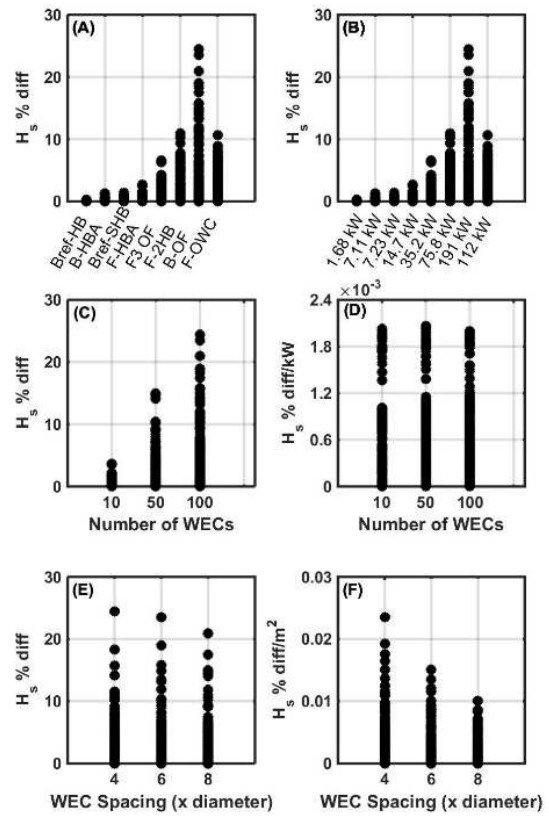 (A)
H_s % diff
30
20
10
0
Bref-HB
B-HBA
Bref-SHB
F-HBA
F3 OF
F-2HB
B-OF
F-OWC
(B)
H_s % diff
30
20
10
0
1.68 kW
7.11 kW
7.23 kW
14.7 kW
35.2 kW
75.8 kW
191 kW
112 kW
(C)
H_s % diff
30
20
10
0
10 50 100
Number of WECs
(D)
×10⁻³
H_s % diff/kW
2.4
1.8
1.2
0.6
0
10 50 100
Number of WECs
(E)
H_s % diff
30
20
10
0
4 6 8
WEC Spacing (x diameter)
(F)
H_s % diff/m²
0.03
0.02
0.01
0
4 6 8
WEC Spacing (x diameter)